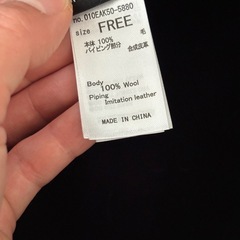 no.010EAK50-5880
size FREE
本体 100% 毛
パイピング部分 合成皮革
Body
100% Wool
Piping
Imitation leather
MADE IN CHINA